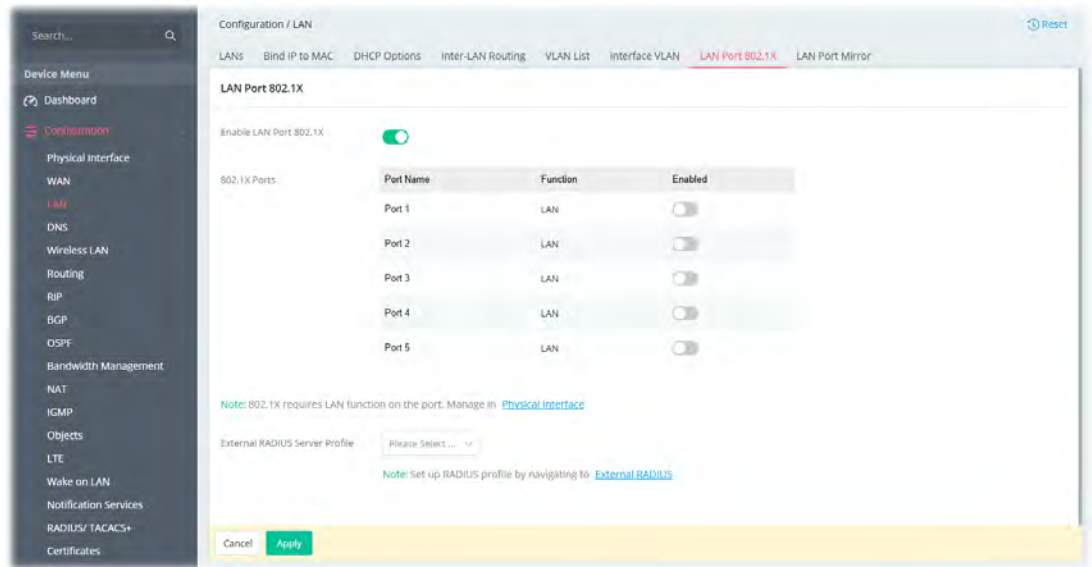 Search...
Device Menu
Dashboard
Configuration
Physical Interface
WAN
LAN
DNS
Wireless LAN
Routing
RIP
BGP
OSPF
Bandwidth Management
NAT
IGMP
Objects
LTE
Wake on LAN
Notification Services
RADIUS/ TACACS+
Certificates
Configuration / LAN
Reset
LANs Bind IP to MAC DHCP Options Inter-LAN Routing VLAN List Interface VLAN LAN Port 802.1X LAN Port Mirror
LAN Port 802.1X
Enable LAN Port 802.1X
802.1X Ports
Port Name Function Enabled
Port 1 LAN
Port 2 LAN
Port 3 LAN
Port 4 LAN
Port 5 LAN
Note: 802.1X requires LAN function on the port. Manage in Physical Interface
External RADIUS Server Profile Please Select ...
Note: Set up RADIUS profile by navigating to External RADIUS
Cancel Apply